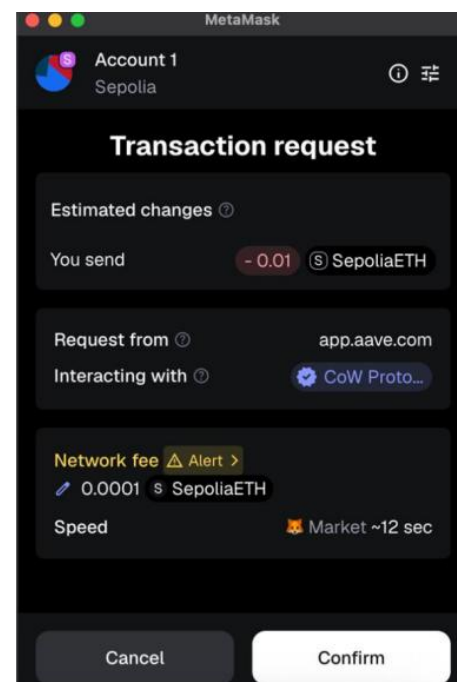 MetaMask
S
Account 1
Sepolia
Transaction request
Estimated changes ?
You send - 0.01 S SepoliaETH
Request from ? app.aave.com
Interacting with ? CoW Proto...
Network fee Alert >
0.0001 S SepoliaETH
Speed Market ~12 sec
Cancel Confirm